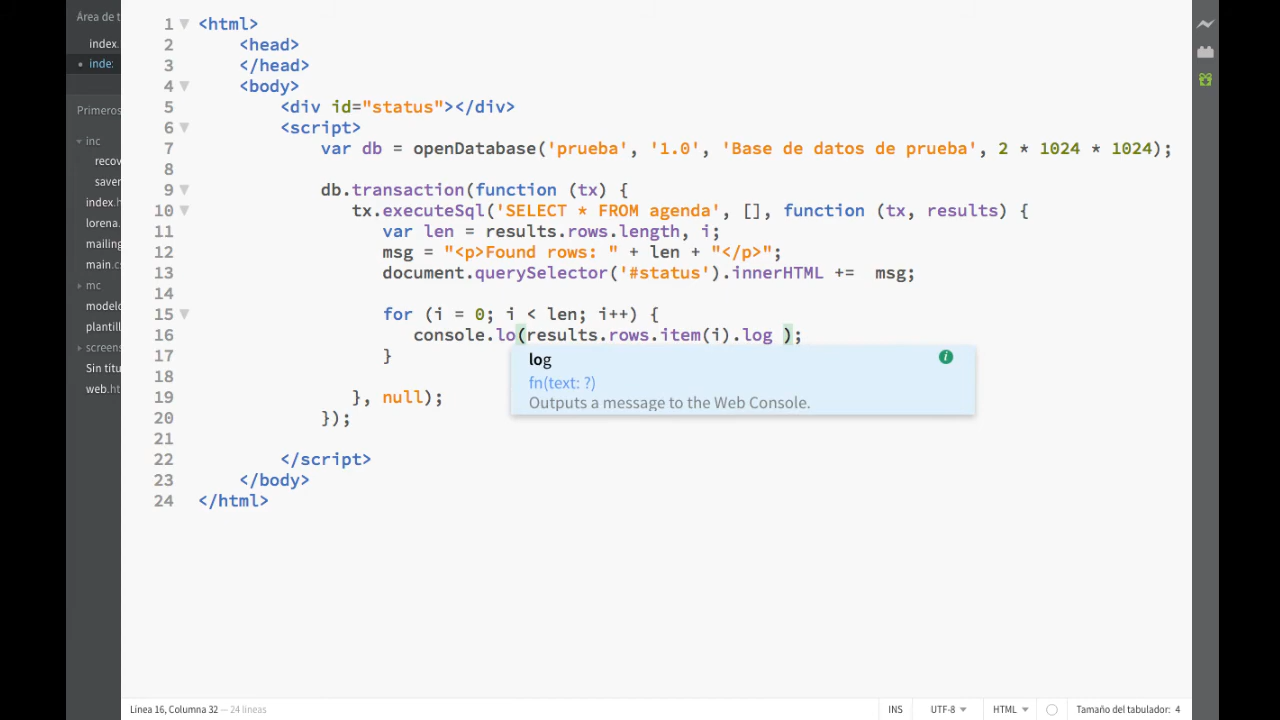 Área de t
index.
inde:
Primeros
inc
recov
saver
index.h
lorena.
mailing
main.cs
mc
modelo
plantill
screens
Sin títu
web.ht
1 <html>
2 <head>
3 </head>
4 <body>
5 <div id="status"></div>
6 <script>
7 var db = openDatabase('prueba', '1.0', 'Base de datos de prueba', 2 * 1024 * 1024);
8
9 db.transaction(function (tx) {
10 tx.executeSql('SELECT * FROM agenda', [], function (tx, results) {
11 var len = results.rows.length, i;
12 msg = "<p>Found rows: " + len + "</p>";
13 document.querySelector('#status').innerHTML +=  msg;
14
15 for (i = 0; i < len; i++) {
16 console.lo(results.rows.item(i).log );
17 }
log
fn(text: ?)
Outputs a message to the Web Console.
18
19 }, null);
20 });
21
22 </script>
23 </body>
24 </html>
Línea 16, Columna 32 — 24 líneas
INS
UTF-8
HTML
Tamaño del tabulador: 4